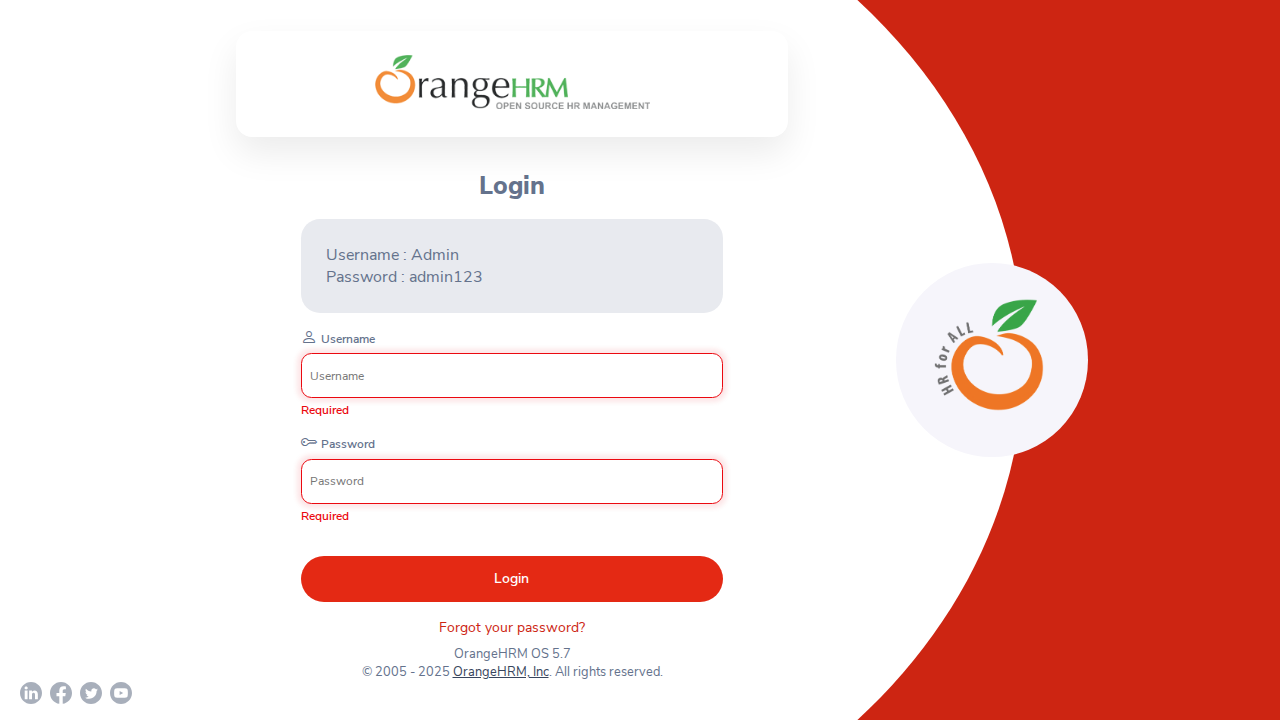 OrangeHRM
OPEN SOURCE HR MANAGEMENT
Login
Username : Admin
Password : admin123
Username
Username
Required
Password
Password
Required
Login
Forgot your password?
OrangeHRM OS 5.7
© 2005 - 2025 OrangeHRM, Inc. All rights reserved.
HR for ALL